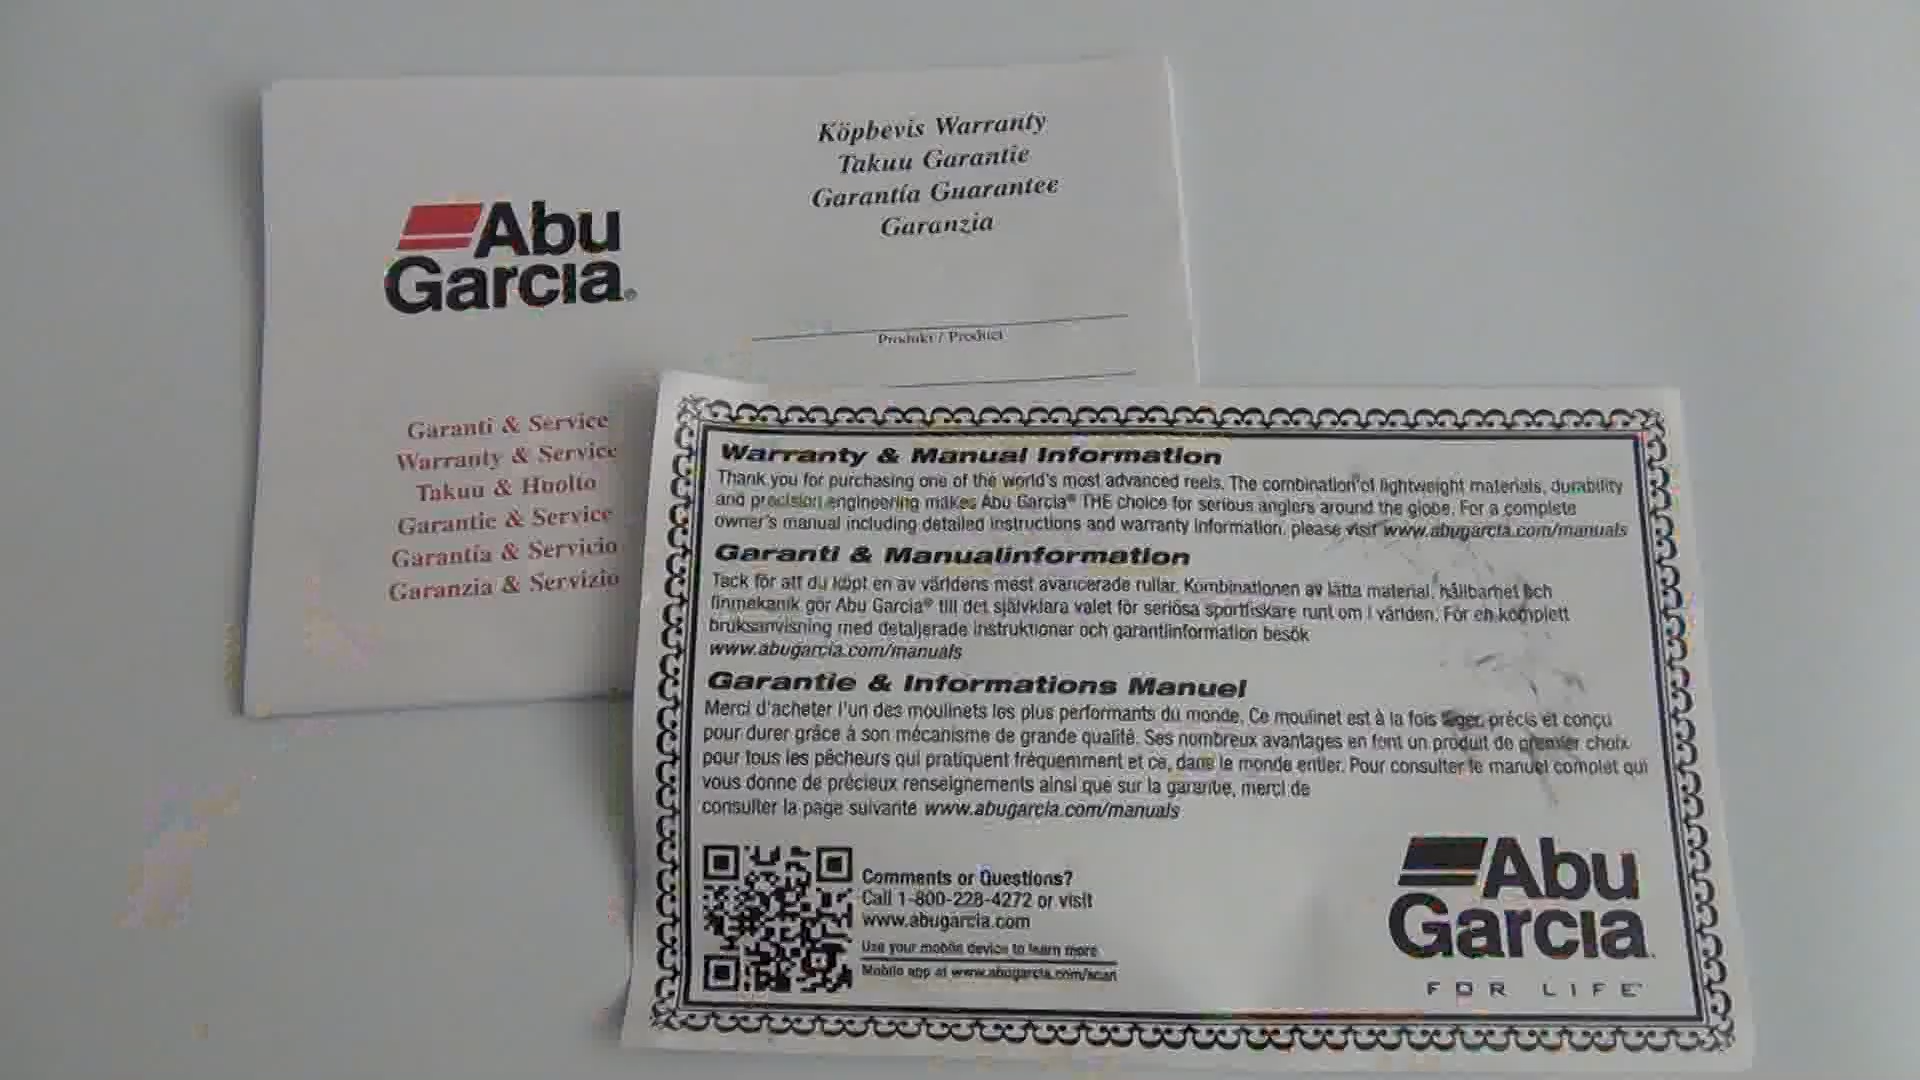 Köpbevis Warranty
Takuu Garantie
Garantía Guarantee
Garanzia
Abu
Garcia®
Produkt / Product
Garanti & Service
Warranty & Service
Takuu & Huolto
Garantie & Service
Garantía & Servicio
Garanzia & Servizio
Warranty & Manual Information
Thank you for purchasing one of the world's most advanced reels. The combination of lightweight materials, durability
and precision engineering makes Abu Garcia® THE choice for serious anglers around the globe. For a complete
owner's manual including detailed instructions and warranty information, please visit www.abugarcia.com/manuals
Garanti & Manualinformation
Tack för att du köpt en av världens mest avancerade rullar. Kombinationen av lätta material, hållbarhet och
finmekanik gör Abu Garcia® till det självklara valet för seriösa sportfiskare runt om i världen. För en komplett
bruksanvisning med detaljerade instruktioner och garantiinformation besök
www.abugarcia.com/manuals
Garantie & Informations Manuel
Merci d'acheter l'un des moulinets les plus performants du monde. Ce moulinet est à la fois léger, précis et conçu
pour durer grâce à son mécanisme de grande qualité. Ses nombreux avantages en font un produit de premier choix
pour tous les pêcheurs qui pratiquent fréquemment et ce, dans le monde entier. Pour consulter le manuel complet qui
vous donne de précieux renseignements ainsi que sur la garantie, merci de
consulter la page suivante www.abugarcia.com/manuals
Comments or Questions?
Call 1-800-228-4272 or visit
www.abugarcia.com
Use your mobile device to learn more
Mobile app at www.abugarcia.com/scan
Abu
Garcia
FOR LIFE